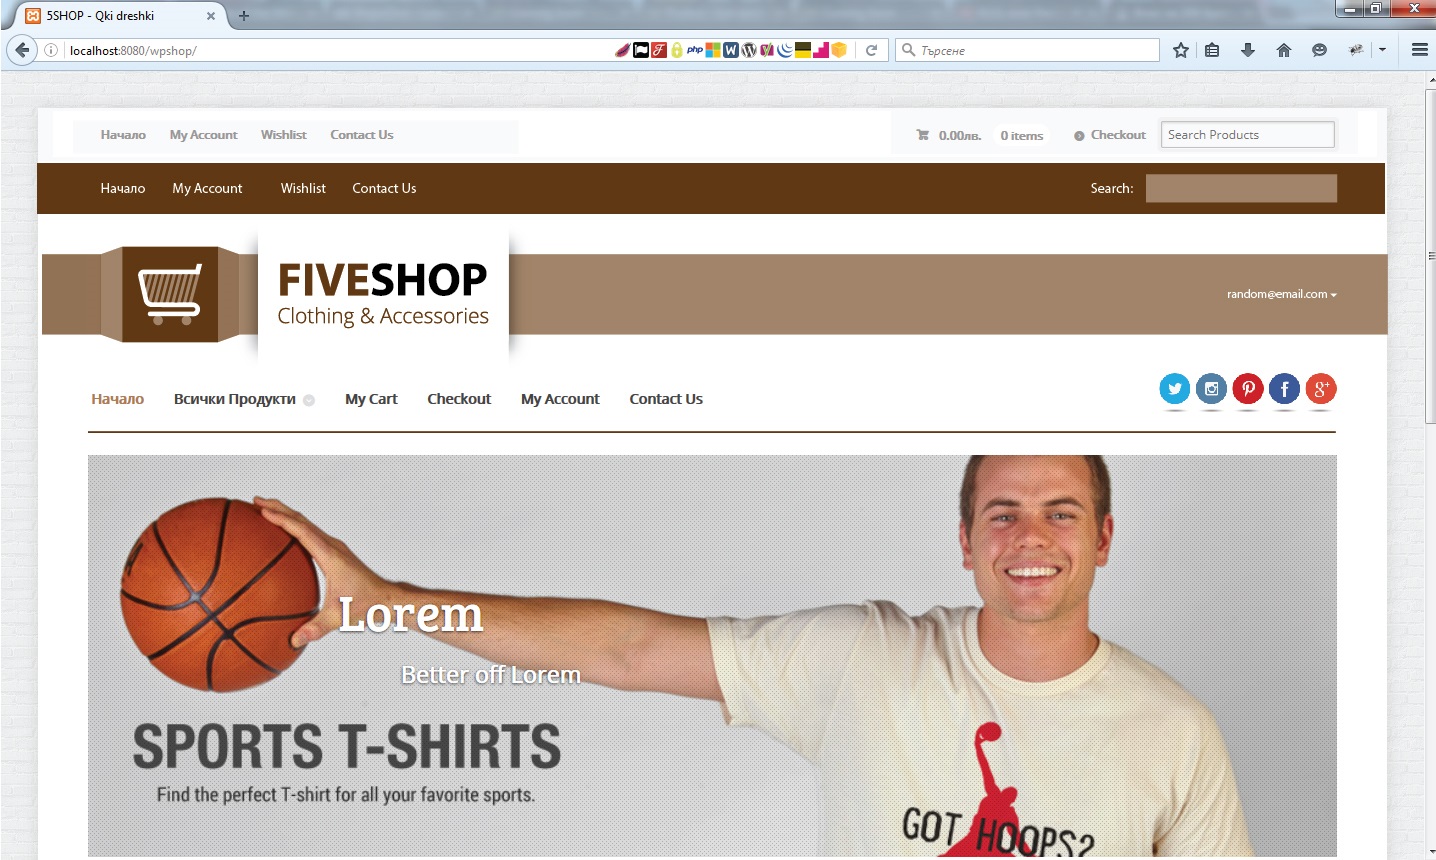 5SHOP - Qki dreshki
localhost:8080/wpshop/
php
Търсене
Начало My Account Wishlist Contact Us
0.00лв. 0 items Checkout Search Products
Начало My Account Wishlist Contact Us Search:
FIVESHOP
Clothing & Accessories
random@email.com
Начало Всички Продукти My Cart Checkout My Account Contact Us
Lorem
Better off Lorem
SPORTS T-SHIRTS
Find the perfect T-shirt for all your favorite sports.
GOT HOOPS?